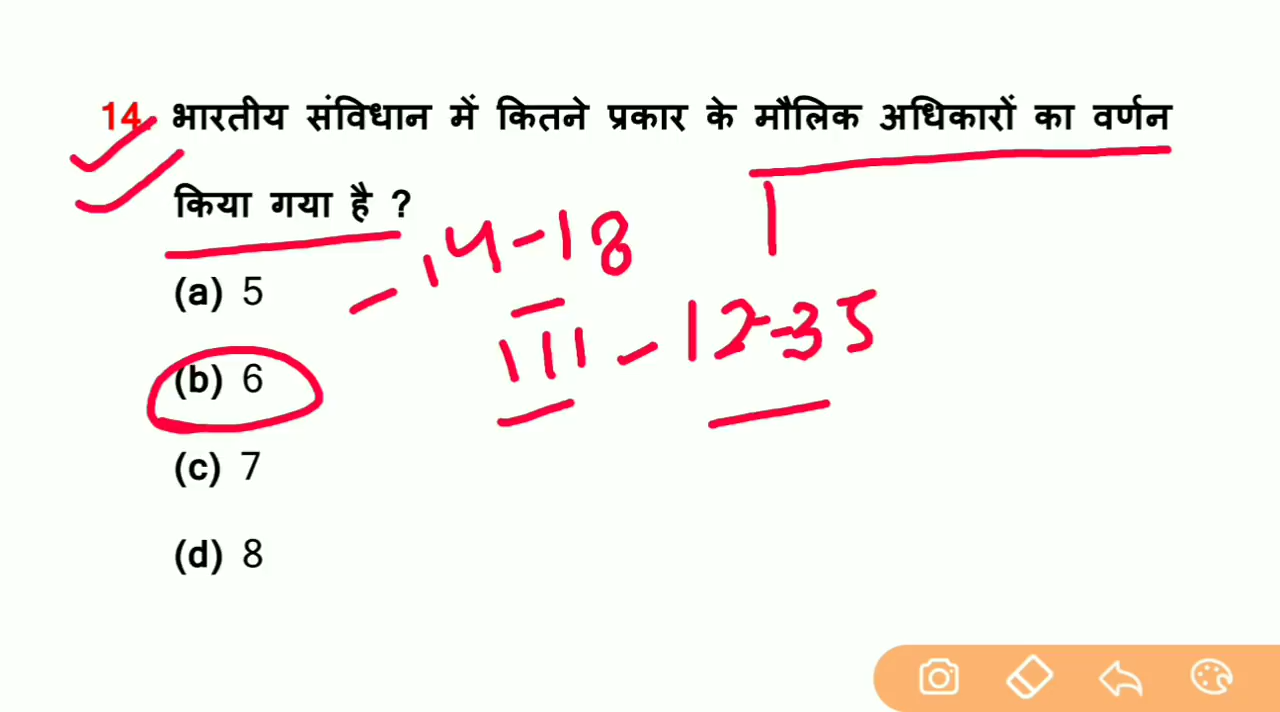 14. भारतीय संविधान में कितने प्रकार के मौलिक अधिकारों का वर्णन
किया गया है ?
- 14-18
(a) 5
III - 12-35
(b) 6
(c) 7
(d) 8